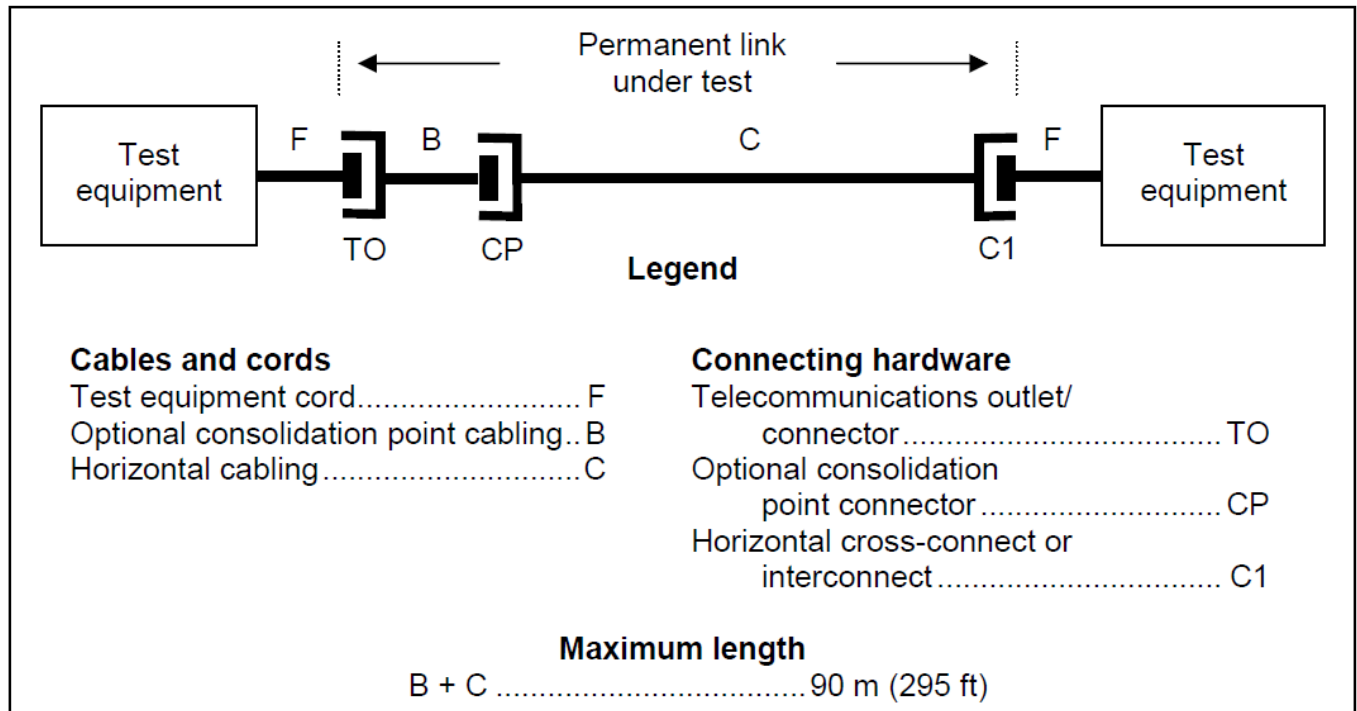 Permanent link
under test
F
B
C
F
Test
equipment
Test
equipment
TO
CP
C1
Legend
Cables and cords
Test equipment cord........................... F
Optional consolidation point cabling..B
Horizontal cabling...............................C
Connecting hardware
Telecommunications outlet/
connector...................................TO
Optional consolidation
point connector .......................... CP
Horizontal cross-connect or
interconnect................................ C1
Maximum length
B + C ..................................90 m (295 ft)